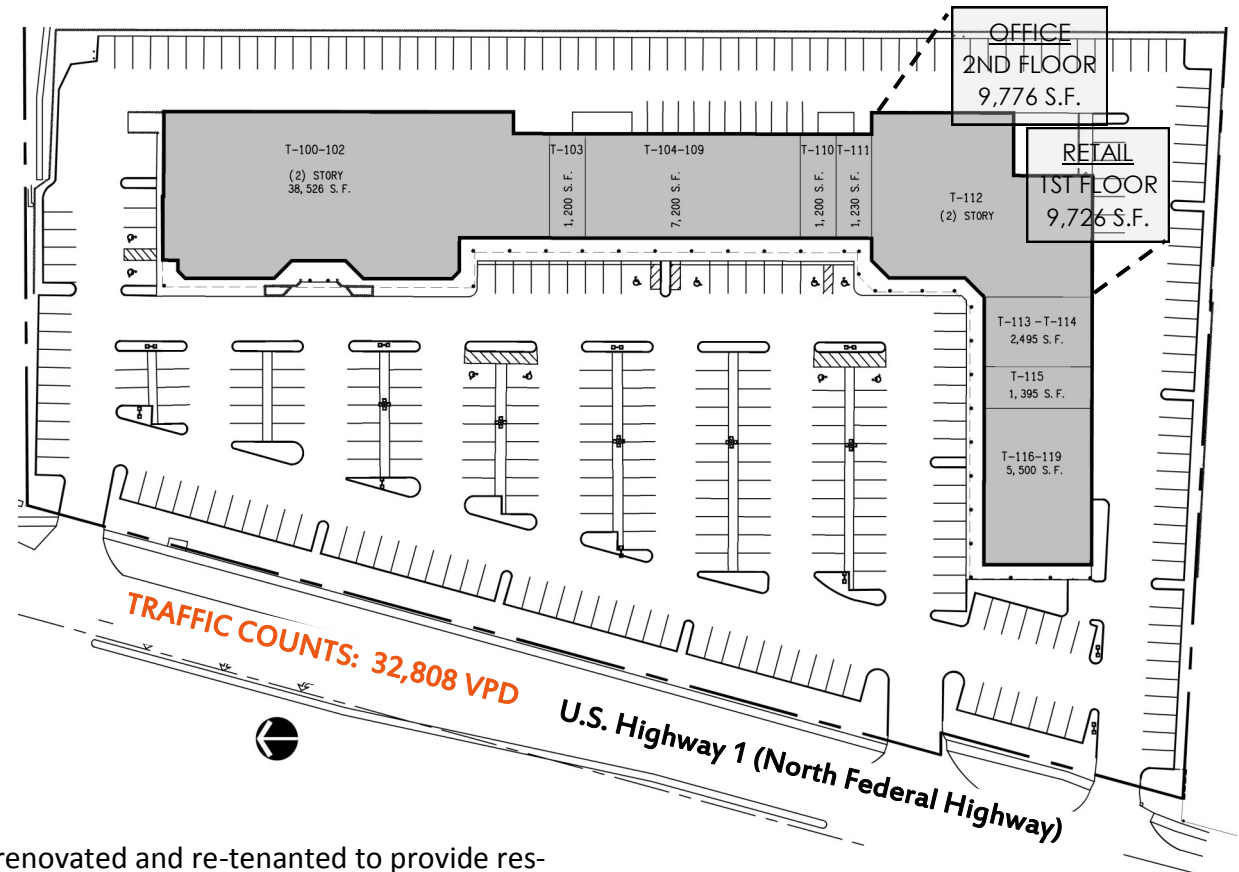 OFFICE
2ND FLOOR
9,776 S.F.
RETAIL
1ST FLOOR
9,726 S.F.
T-100-102
(2) STORY
38,526 S.F.
T-103
1,200 S.F.
T-104-109
7,200 S.F.
T-110
1,200 S.F.
T-111
1,230 S.F.
T-112
(2) STORY
T-113 - T-114
2,495 S.F.
T-115
1,395 S.F.
T-116-119
5,500 S.F.
TRAFFIC COUNTS: 32,808 VPD
U.S. Highway 1 (North Federal Highway)
renovated and re-tenanted to provide res-